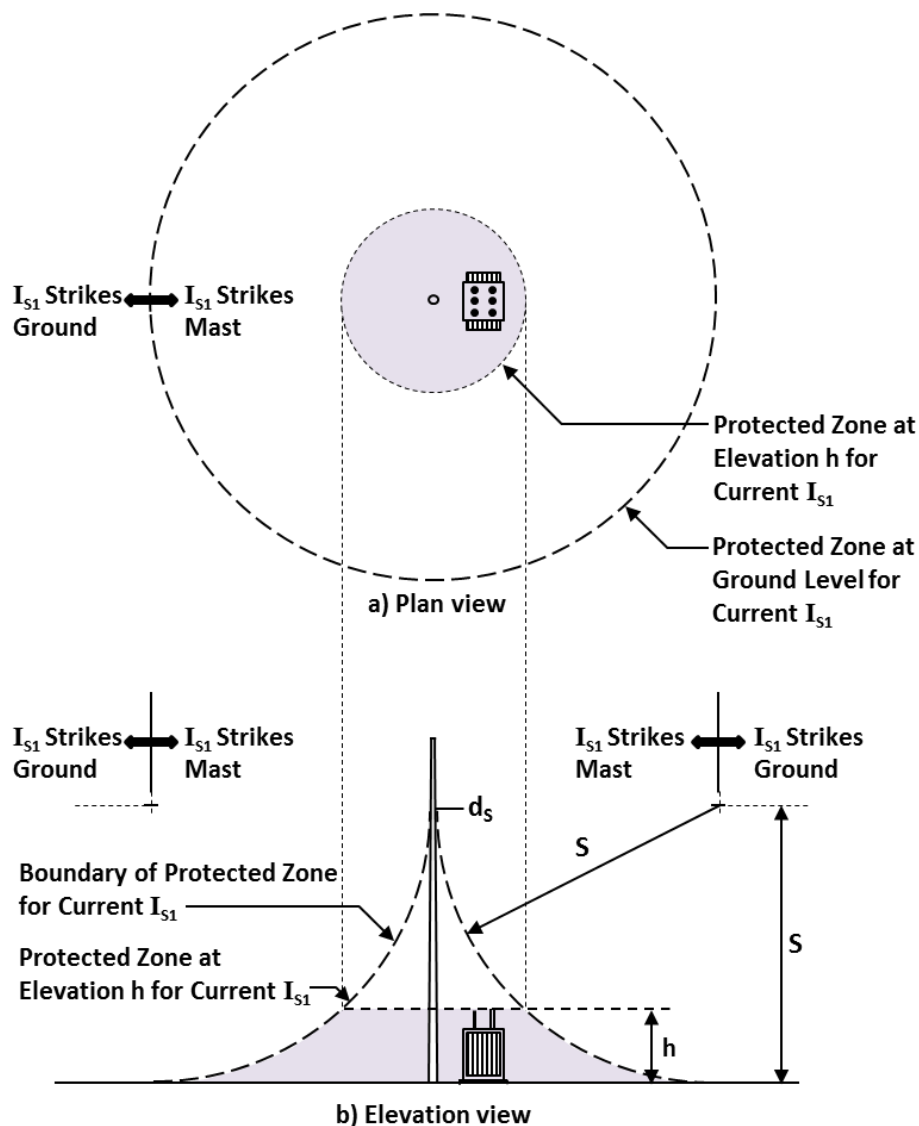 I_S1 Strikes
Ground
I_S1 Strikes
Mast
Protected Zone at
Elevation h for
Current I_S1
Protected Zone at
Ground Level for
Current I_S1
a) Plan view
I_S1 Strikes
Ground
I_S1 Strikes
Mast
I_S1 Strikes
Mast
I_S1 Strikes
Ground
d_S
S
Boundary of Protected Zone
for Current I_S1
S
Protected Zone at
Elevation h for Current I_S1
h
b) Elevation view